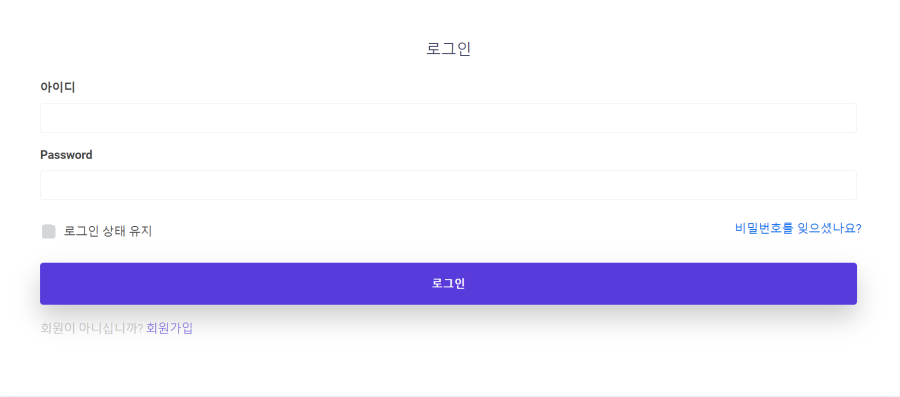 로그인
아이디
Password
로그인 상태 유지 비밀번호를 잊으셨나요?
로그인
회원이 아니십니까? 회원가입